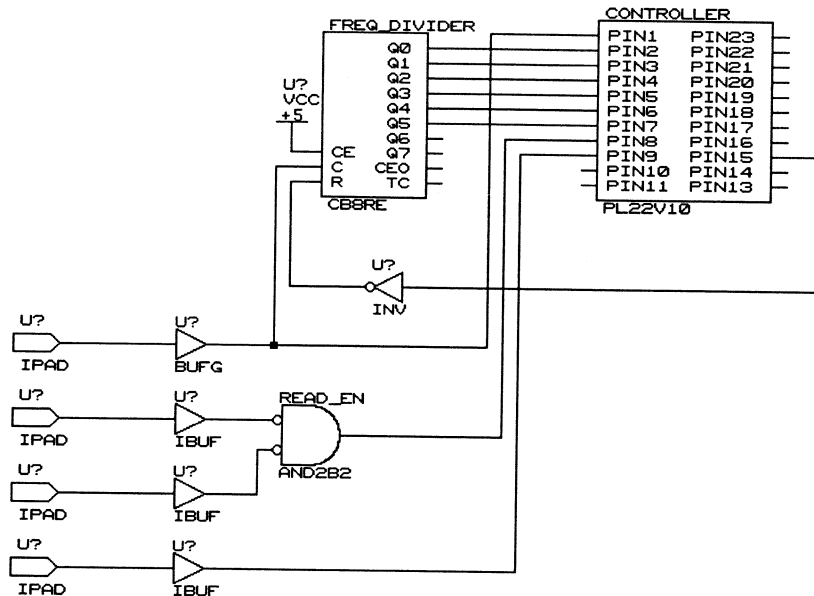 FREQ_DIVIDER
Q0
Q1
Q2
Q3
Q4
Q5
Q6
CE Q7
C CEO
R TC
CB8RE
U?
VCC
+5
CONTROLLER
PIN1 PIN23
PIN2 PIN22
PIN3 PIN21
PIN4 PIN20
PIN5 PIN19
PIN6 PIN18
PIN7 PIN17
PIN8 PIN16
PIN9 PIN15
PIN10 PIN14
PIN11 PIN13
PL22V10
U?
INV
U?
IPAD
U?
BUFG
U?
IPAD
U?
IBUF
READ_EN
AND2B2
U?
IPAD
U?
IBUF
U?
IPAD
U?
IBUF